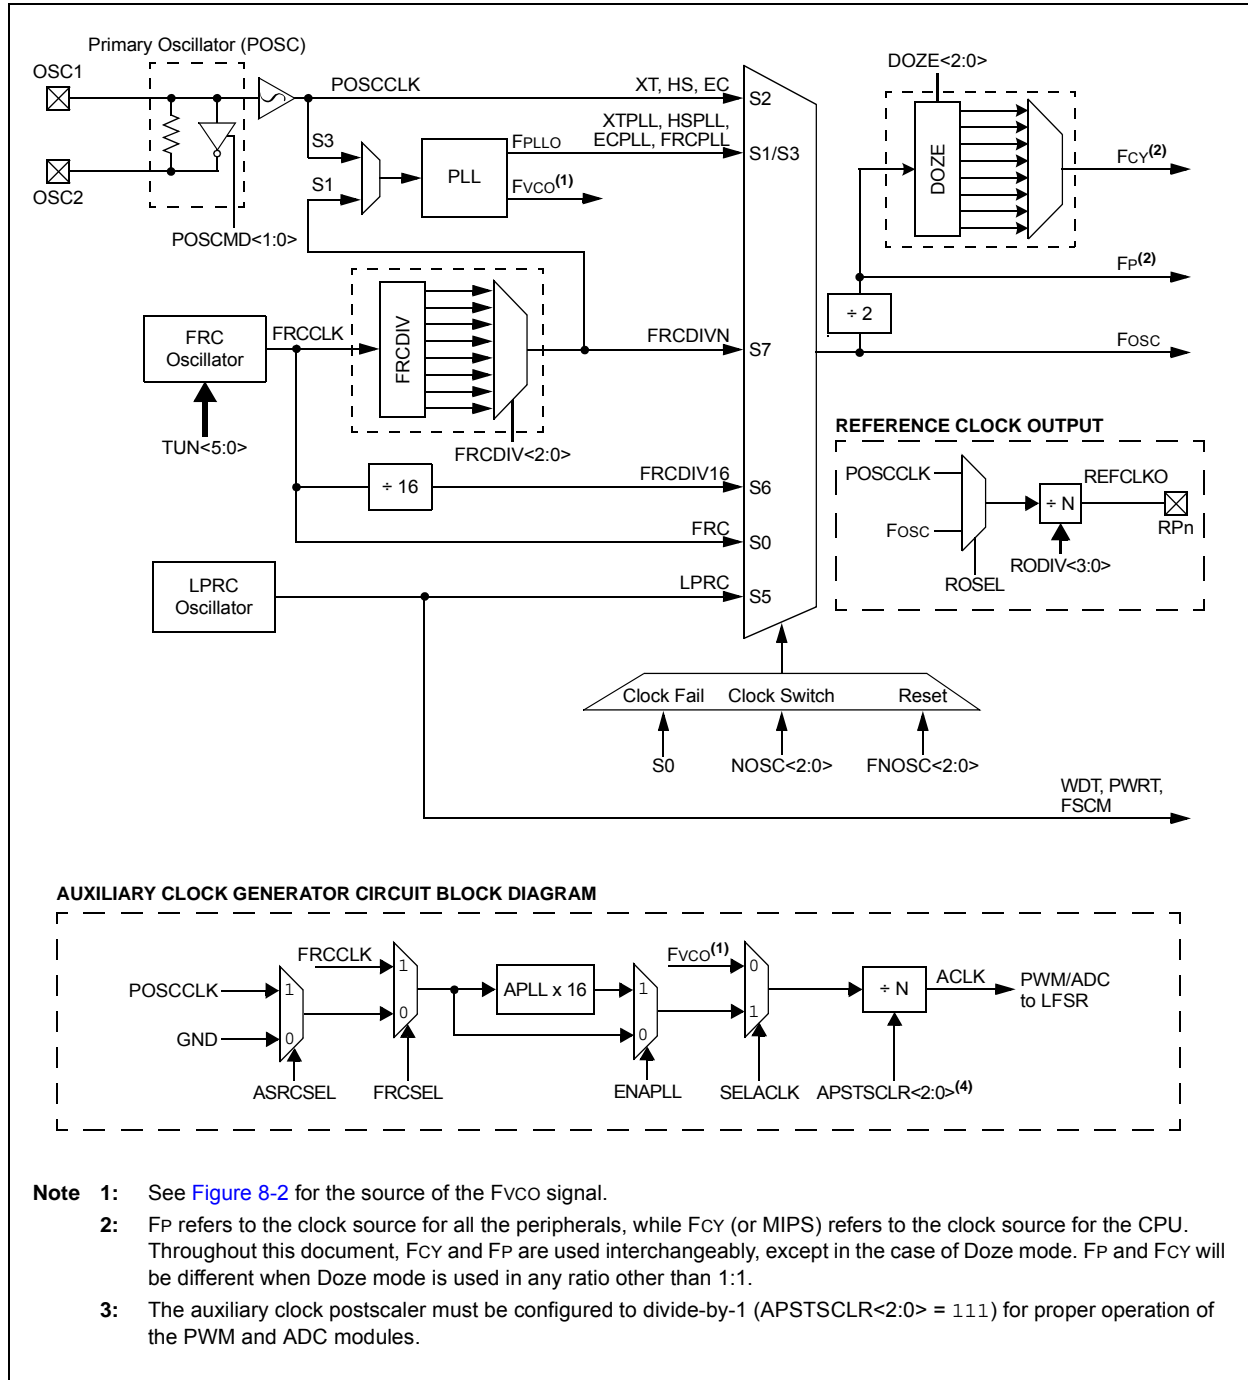 Primary Oscillator (POSC)
OSC1
OSC2
POSCCLK
XT, HS, EC
S2
DOZE<2:0>
S3
S1
PLL
FPLLO
FVCO(1)
XTPLL, HSPLL,
ECPLL, FRCPLL
S1/S3
DOZE
FCY(2)
POSCMD<1:0>
FP(2)
÷ 2
FRC
Oscillator
FRCCLK
FRCDIV
FRCDIVN
S7
FOSC
TUN<5:0>
FRCDIV<2:0>
REFERENCE CLOCK OUTPUT
POSCCLK
FOSC
÷ N
REFCLKO
RPn
RODIV<3:0>
ROSEL
÷ 16
FRCDIV16
S6
FRC
S0
LPRC
Oscillator
LPRC
S5
Clock Fail Clock Switch Reset
S0 NOSC<2:0> FNOSC<2:0>
WDT, PWRT,
FSCM
AUXILIARY CLOCK GENERATOR CIRCUIT BLOCK DIAGRAM
POSCCLK
GND
1
0
FRCCLK
1
0
APLL x 16
1
0
FVCO(1)
0
1
÷ N
ACLK
PWM/ADC
to LFSR
ASRCSEL FRCSEL ENAPLL SELACLK APSTSCLR<2:0>(4)
Note 1: See Figure 8-2 for the source of the FVCO signal.
2: FP refers to the clock source for all the peripherals, while FCY (or MIPS) refers to the clock source for the CPU.
Throughout this document, FCY and FP are used interchangeably, except in the case of Doze mode. FP and FCY will
be different when Doze mode is used in any ratio other than 1:1.
3: The auxiliary clock postscaler must be configured to divide-by-1 (APSTSCLR<2:0> = 111) for proper operation of
the PWM and ADC modules.